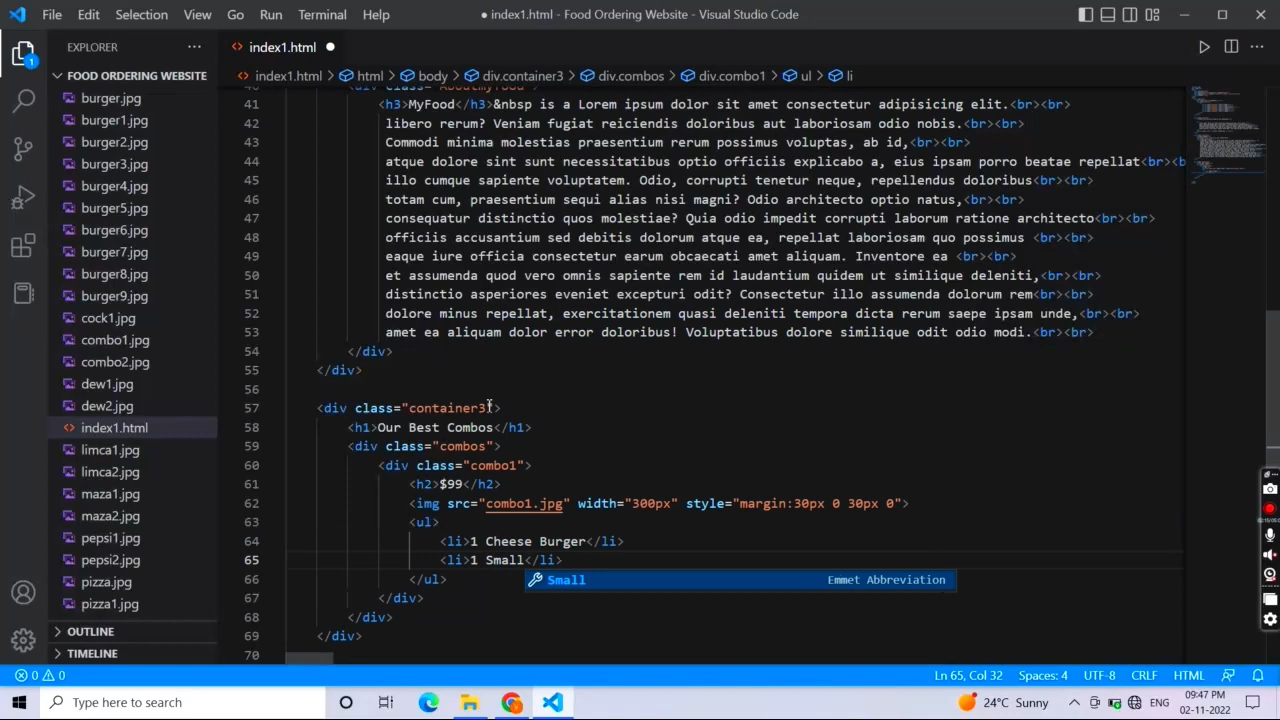 File Edit Selection View Go Run Terminal Help ● index1.html - Food Ordering Website - Visual Studio Code
EXPLORER ···
index1.html
FOOD ORDERING WEBSITE
burger.jpg
burger1.jpg
burger2.jpg
burger3.jpg
burger4.jpg
burger5.jpg
burger6.jpg
burger7.jpg
burger8.jpg
burger9.jpg
cock1.jpg
combo1.jpg
combo2.jpg
dew1.jpg
dew2.jpg
index1.html
limca1.jpg
limca2.jpg
maza1.jpg
maza2.jpg
pepsi1.jpg
pepsi2.jpg
pizza.jpg
pizza1.jpg
OUTLINE
TIMELINE
index1.html > html > body > div.container3 > div.combos > div.combo1 > ul > li
40 <div class="AboutMyFood">
41 <h3>MyFood</h3>&nbsp is a Lorem ipsum dolor sit amet consectetur adipisicing elit.<br><br>
42 libero rerum? Veniam fugiat reiciendis doloribus aut laboriosam odio nobis.<br><br>
43 Commodi minima molestias praesentium rerum possimus voluptas, ab id,<br><br>
44 atque dolore sint sunt necessitatibus optio officiis explicabo a, eius ipsam porro beatae repellat<br><b
45 illo cumque sapiente voluptatem. Odio, corrupti tenetur neque, repellendus doloribus<br><br>
46 totam cum, praesentium sequi alias nisi magni? Odio architecto optio natus,<br><br>
47 consequatur distinctio quos molestiae? Quia odio impedit corrupti laborum ratione architecto<br><br>
48 officiis accusantium sed debitis dolorum atque ea, repellat laboriosam quo possimus <br><br>
49 eaque iure officia consectetur earum obcaecati amet aliquam. Inventore ea <br><br>
50 et assumenda quod vero omnis sapiente rem id laudantium quidem ut similique deleniti,<br><br>
51 distinctio asperiores eveniet excepturi odit? Consectetur illo assumenda dolorum rem<br><br>
52 dolore minus repellat, exercitationem quasi deleniti tempora dicta rerum saepe ipsam unde,<br><br>
53 amet ea aliquam dolor error doloribus! Voluptatibus dolore similique odit odio modi.<br><br>
54 </div>
55 </div>
56
57 <div class="container3">
58 <h1>Our Best Combos</h1>
59 <div class="combos">
60 <div class="combo1">
61 <h2>$99</h2>
62 <img src="combo1.jpg" width="300px" style="margin:30px 0 30px 0">
63 <ul>
64 <li>1 Cheese Burger</li>
65 <li>1 Small</li>
66 </ul>
Small Emmet Abbreviation
67 </div>
68 </div>
69 </div>
70
0 0 Ln 65, Col 32 Spaces: 4 UTF-8 CRLF HTML
Type here to search 24°C Sunny ENG 09:47 PM
02-11-2022